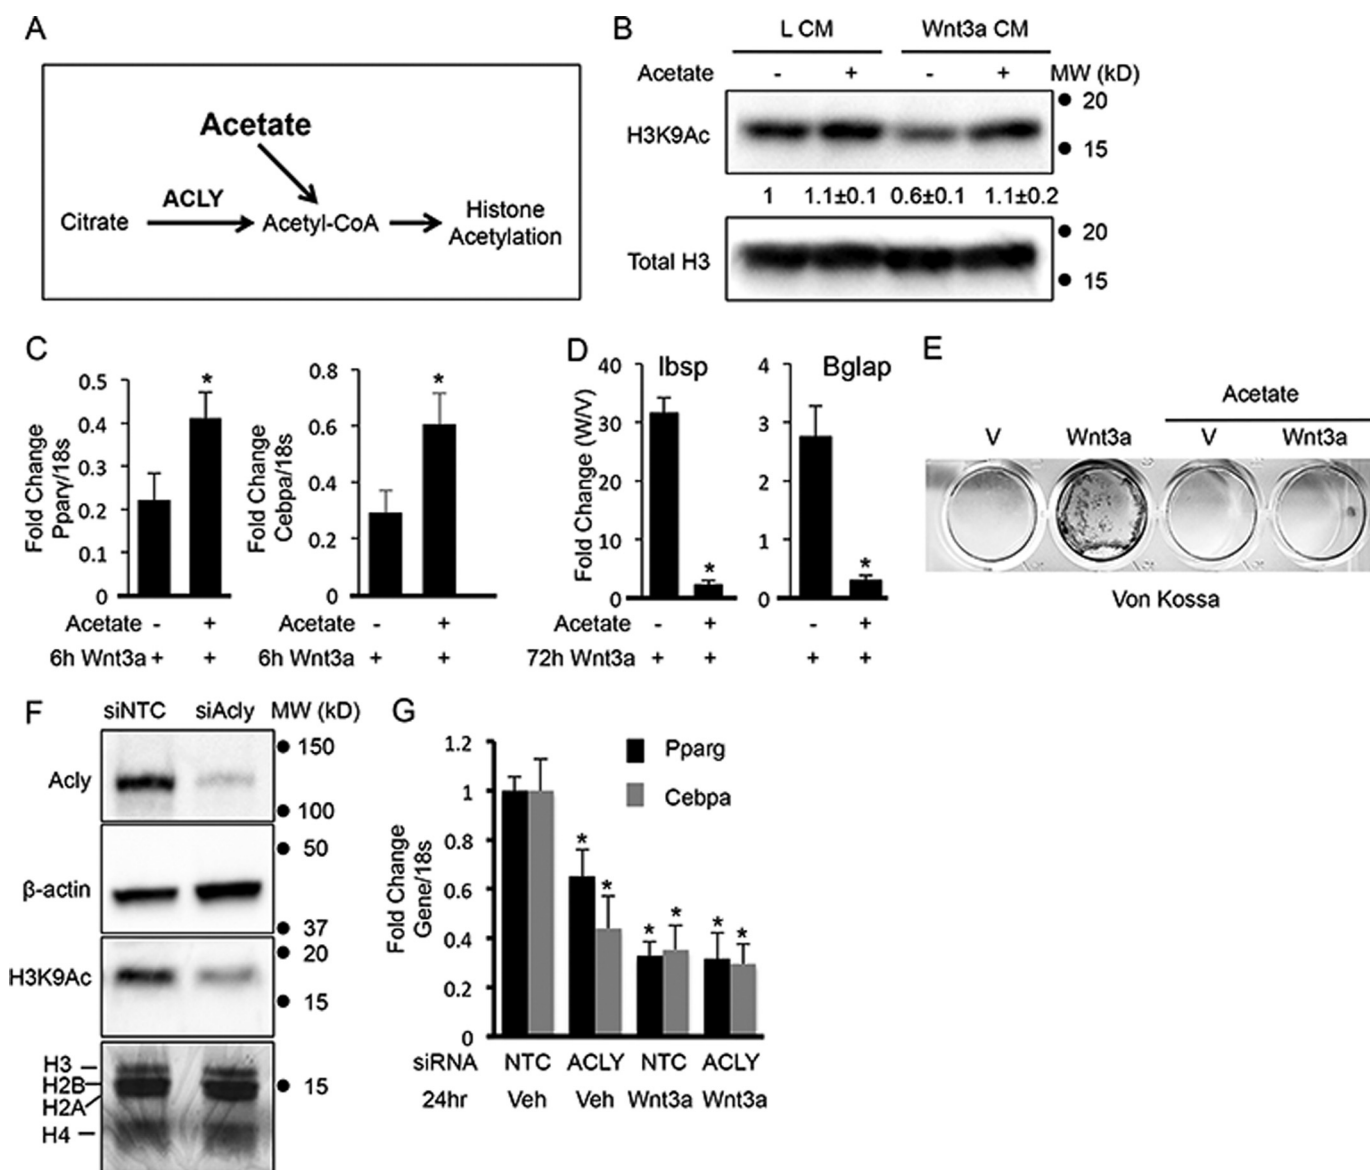 A
Acetate
ACLY
Citrate
Acetyl-CoA
Histone
Acetylation
B
L CM
Wnt3a CM
Acetate
-
+
-
+
MW (kD)
H3K9Ac
20
15
1
1.1±0.1
0.6±0.1
1.1±0.2
Total H3
20
15
C
Fold Change
Pparγ/18s
0.5
0.4
0.3
0.2
0.1
0
*
Acetate - +
6h Wnt3a + +
Fold Change
Cebpa/18s
0.8
0.6
0.4
0.2
0
*
Acetate - +
6h Wnt3a + +
D
Fold Change (W/V)
Ibsp
40
30
20
10
0
*
Acetate - +
72h Wnt3a + +
Bglap
4
3
2
1
0
*
- +
+ +
E
Acetate
V
Wnt3a
V
Wnt3a
Von Kossa
F
siNTC
siAcly
MW (kD)
Acly
150
100
β-actin
50
37
H3K9Ac
20
15
H3
H2B
H2A
H4
15
G
Fold Change
Gene/18s
1.2
1
0.8
0.6
0.4
0.2
0
Pparg
Cebpa
* * * * * *
siRNA NTC ACLY NTC ACLY
24hr Veh Veh Wnt3a Wnt3a